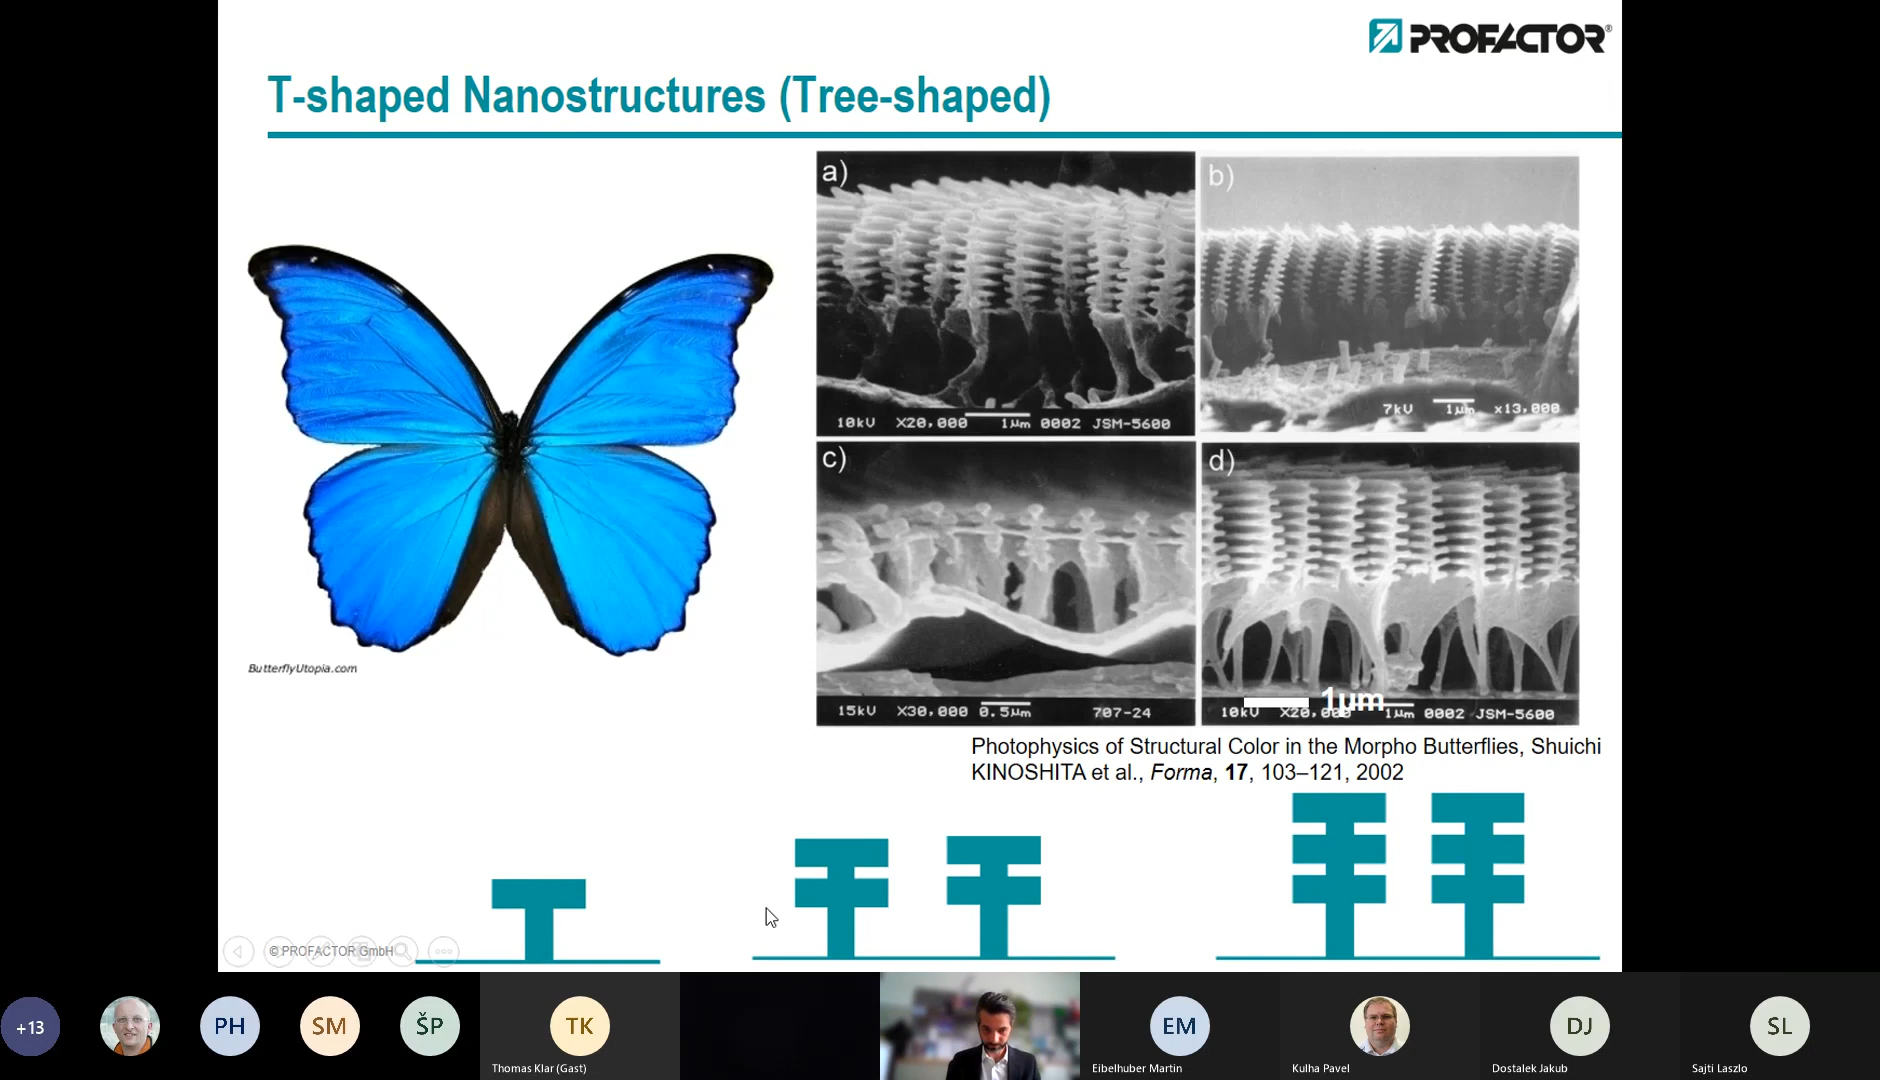 PROFACTOR®
T-shaped Nanostructures (Tree-shaped)
a)
b)
10kU X20,000 1µm 0002 JSM-5600
7kV 1µm x13,000
c)
d)
15kU X30,000 0.5µm 707-24
1µm
10kU X20,000 1µm 0002 JSM-5600
ButterflyUtopia.com
Photophysics of Structural Color in the Morpho Butterflies, Shuichi
KINOSHITA et al., Forma, 17, 103–121, 2002
© PROFACTOR GmbH
+13
PH
SM
ŠP
TK
Thomas Klar (Gast)
EM
Eibelhuber Martin
Kulha Pavel
DJ
Dostalek Jakub
SL
Sajti Laszlo